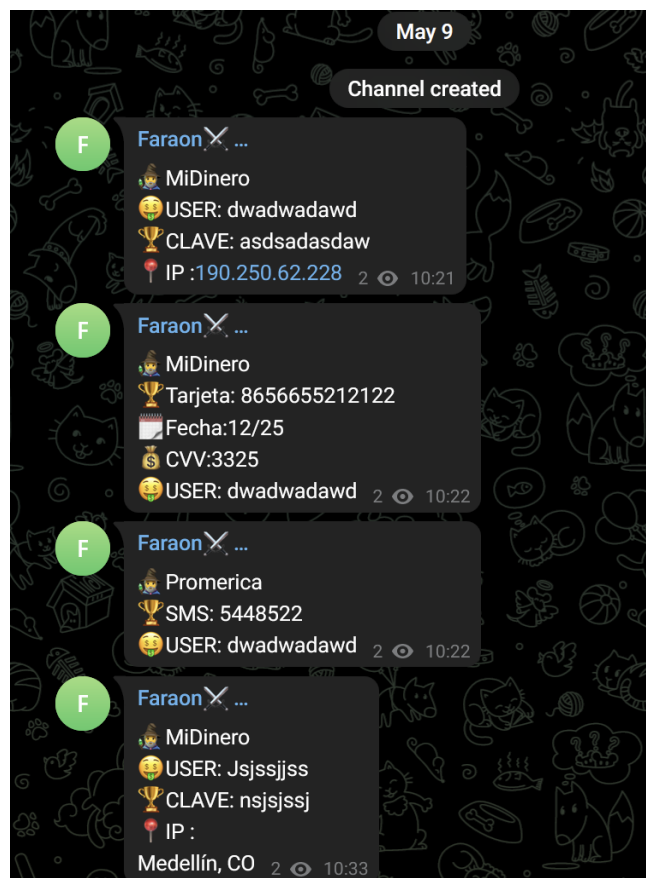 May 9
Channel created
F
Faraon⚔️ ...
MiDinero
USER: dwadwadawd
CLAVE: asdsadasdaw
IP :190.250.62.228 2 10:21
F
Faraon⚔️ ...
MiDinero
Tarjeta: 8656655212122
Fecha:12/25
CVV:3325
USER: dwadwadawd 2 10:22
F
Faraon⚔️ ...
Promerica
SMS: 5448522
USER: dwadwadawd 2 10:22
F
Faraon⚔️ ...
MiDinero
USER: Jsjssjjss
CLAVE: nsjsjssj
IP :
Medellín, CO 2 10:33